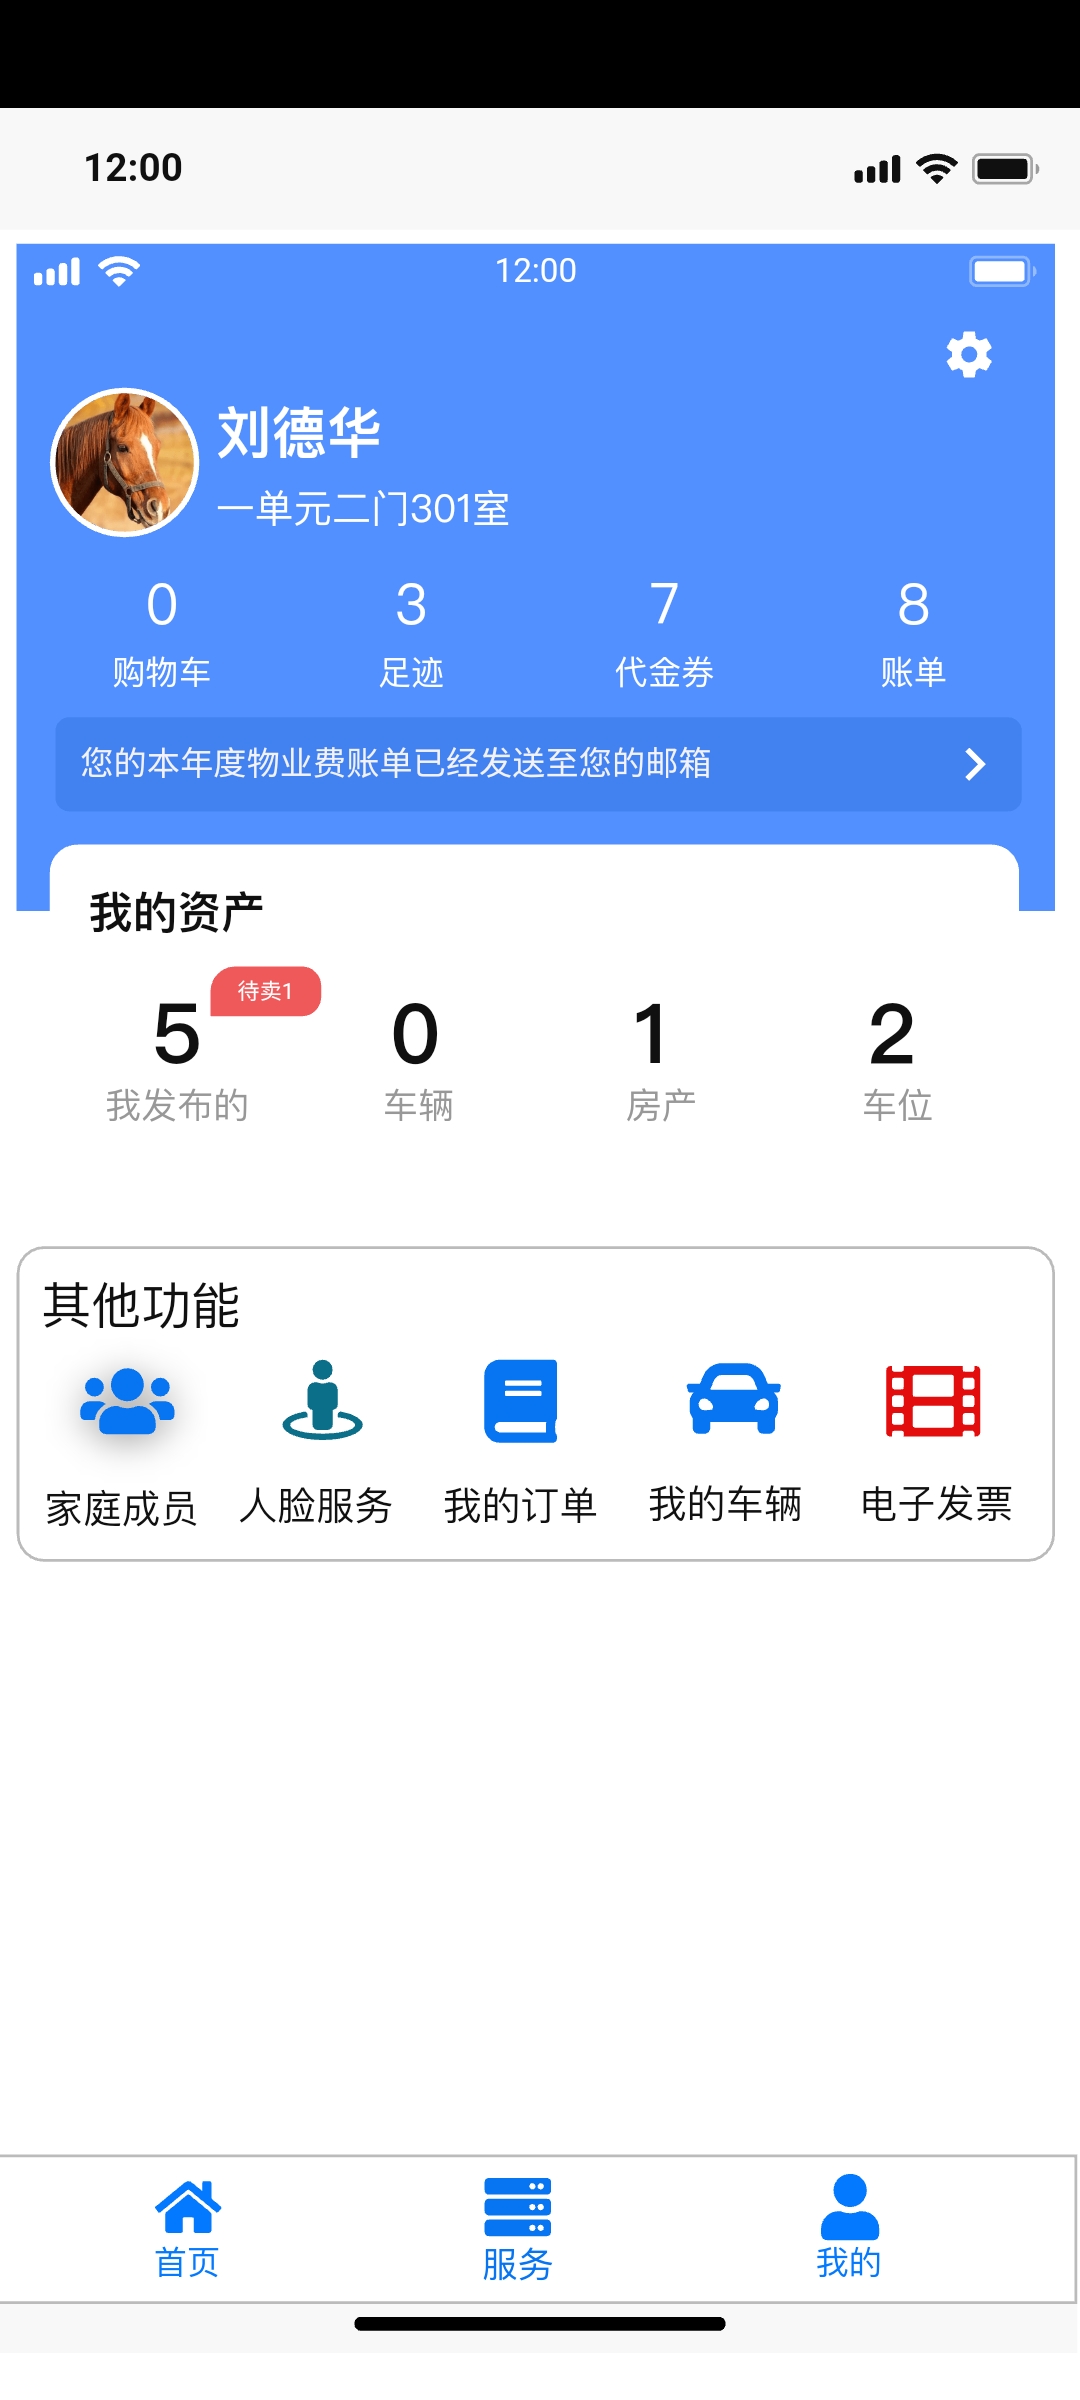 12:00
12:00
刘德华
一单元二门301室
0 3 7 8
购物车 足迹 代金券 账单
您的本年度物业费账单已经发送至您的邮箱
我的资产
待卖1
5 0 1 2
我发布的 车辆 房产 车位
其他功能
家庭成员 人脸服务 我的订单 我的车辆 电子发票
首页 服务 我的